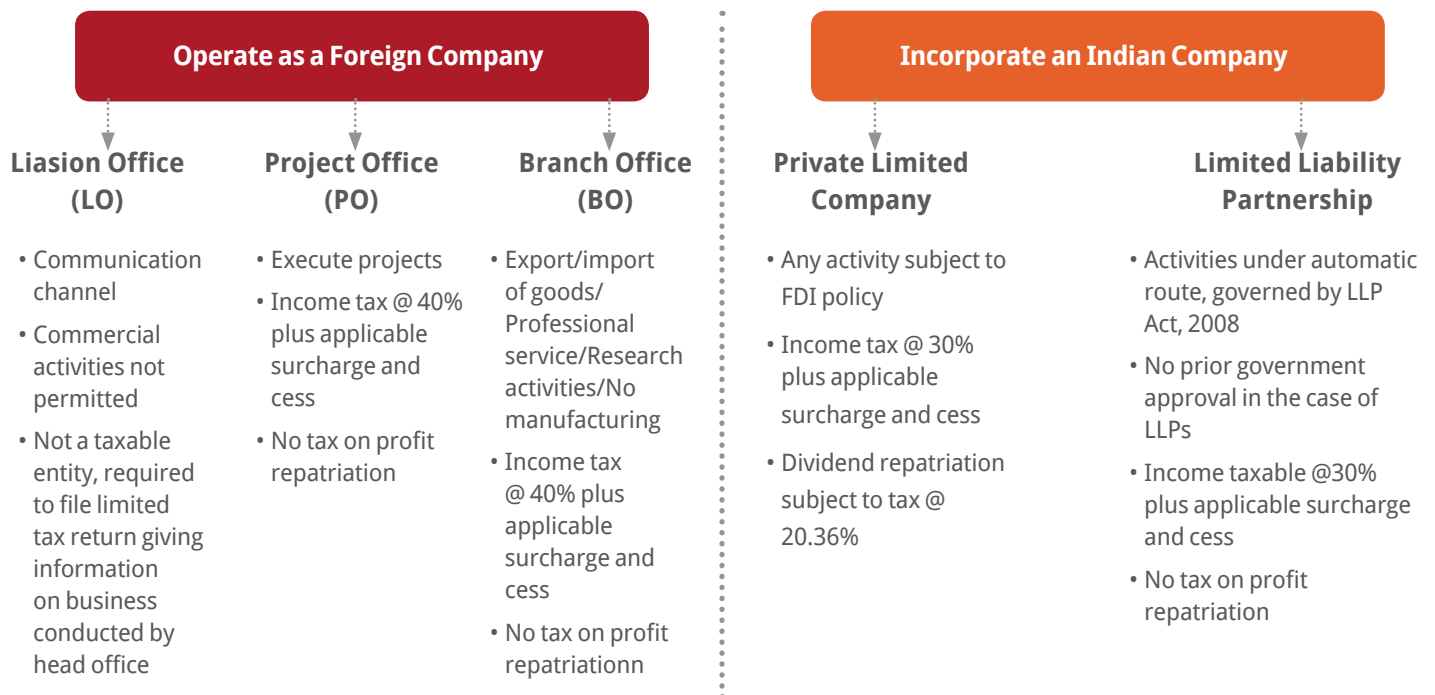 Operate as a Foreign Company
Liasion Office
(LO)
• Communication
channel
• Commercial
activities not
permitted
• Not a taxable
entity, required
to file limited
tax return giving
information
on business
conducted by
head office
Project Office
(PO)
• Execute projects
• Income tax @ 40%
plus applicable
surcharge and
cess
• No tax on profit
repatriation
Branch Office
(BO)
• Export/import
of goods/
Professional
service/Research
activities/No
manufacturing
• Income tax
@ 40% plus
applicable
surcharge and
cess
• No tax on profit
repatriationn
Incorporate an Indian Company
Private Limited
Company
• Any activity subject to
FDI policy
• Income tax @ 30%
plus applicable
surcharge and cess
• Dividend repatriation
subject to tax @
20.36%
Limited Liability
Partnership
• Activities under automatic
route, governed by LLP
Act, 2008
• No prior government
approval in the case of
LLPs
• Income taxable @30%
plus applicable surcharge
and cess
• No tax on profit
repatriation